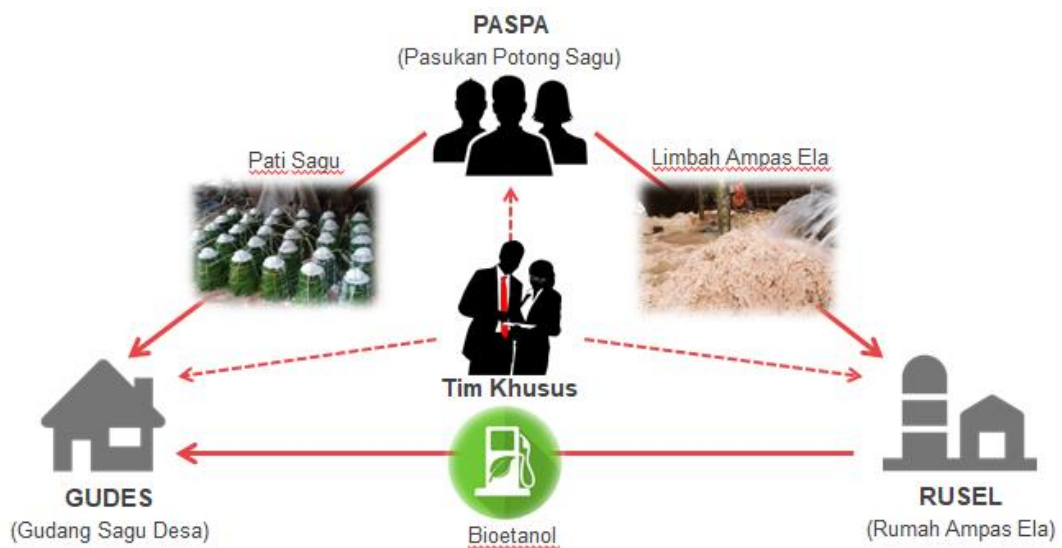 PASPA
(Pasukan Potong Sagu)
Pati Sagu
Limbah Ampas Ela
Tim Khusus
GUDES
(Gudang Sagu Desa)
Bioetanol
RUSEL
(Rumah Ampas Ela)